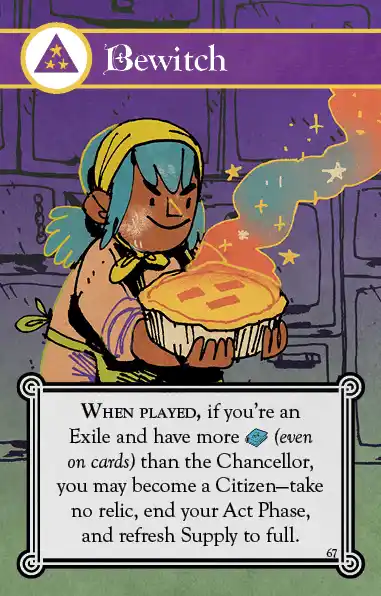 Bewitch
WHEN PLAYED, if you're an
Exile and have more (even
on cards) than the Chancellor,
you may become a Citizen—take
no relic, end your Act Phase,
and refresh Supply to full.
67